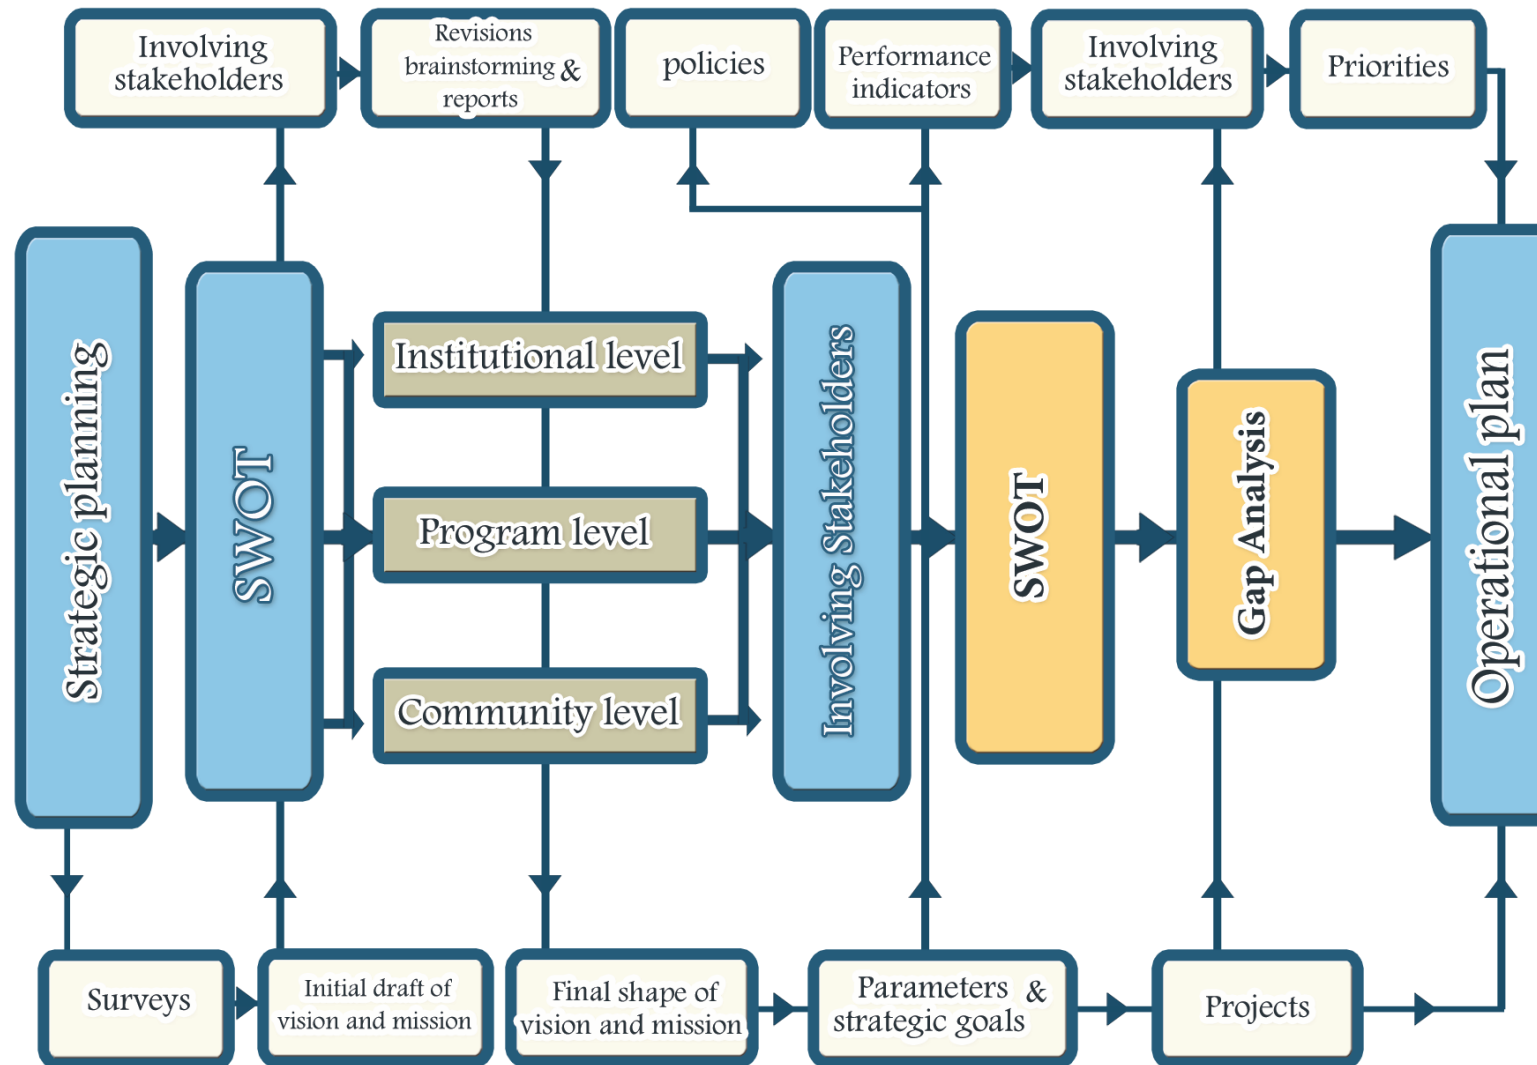 Involving
stakeholders
Revisions
brainstorming &
reports
policies
Performance
indicators
Involving
stakeholders
Priorities
Strategic planning
SWOT
Institutional level
Program level
Community level
Involving Stakeholders
SWOT
Gap Analysis
Operational plan
Surveys
Initial draft of
vision and mission
Final shape of
vision and mission
Parameters &
strategic goals
Projects